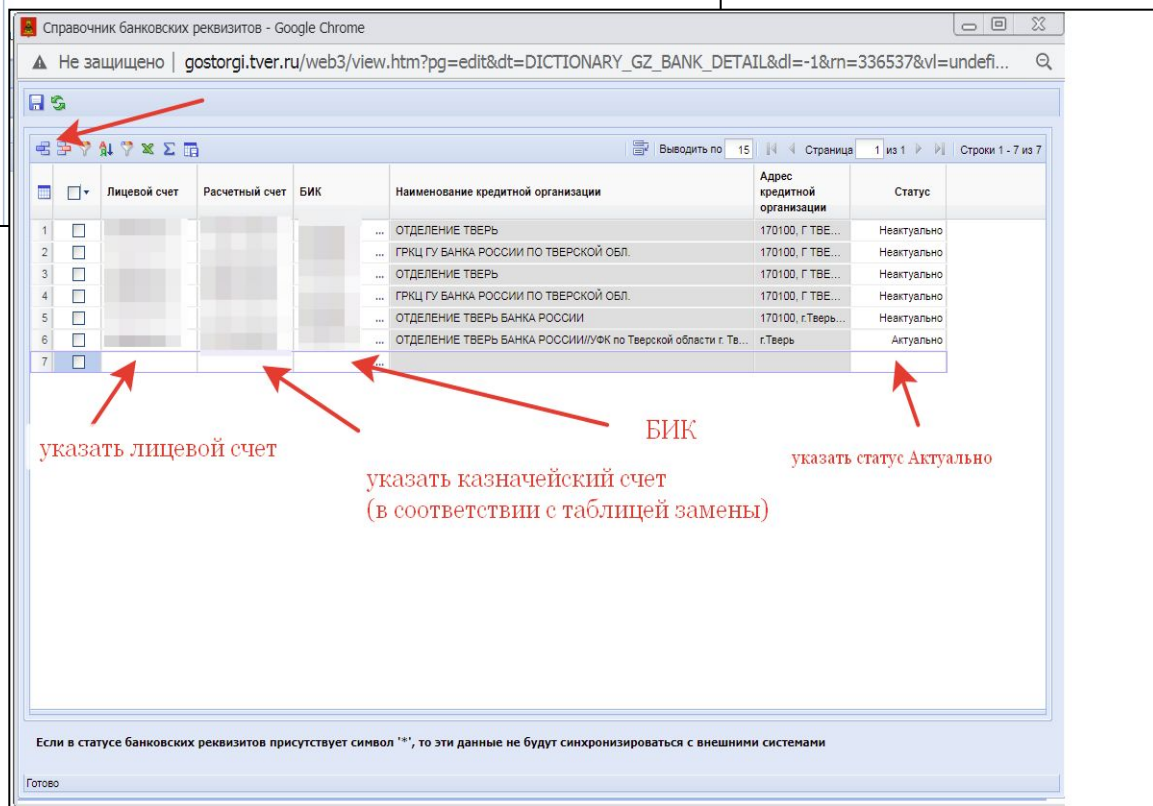 Справочник банковских реквизитов - Google Chrome
Не защищено | gostorgi.tver.ru/web3/view.htm?pg=edit&dt=DICTIONARY_GZ_BANK_DETAIL&dl=-1&rn=336537&vl=undefi...
Выводить по 15 Страница 1 из 1 Строки 1 - 7 из 7
Лицевой счет Расчетный счет БИК Наименование кредитной организации Адрес кредитной организации Статус
1 ... ОТДЕЛЕНИЕ ТВЕРЬ 170100, Г ТВЕ... Неактуально
2 ... ГРКЦ ГУ БАНКА РОССИИ ПО ТВЕРСКОЙ ОБЛ. 170100, Г ТВЕ... Неактуально
3 ... ОТДЕЛЕНИЕ ТВЕРЬ 170100, Г ТВЕ... Неактуально
4 ... ГРКЦ ГУ БАНКА РОССИИ ПО ТВЕРСКОЙ ОБЛ. 170100, Г ТВЕ... Неактуально
5 ... ОТДЕЛЕНИЕ ТВЕРЬ БАНКА РОССИИ 170100, г.Тверь... Неактуально
6 ... ОТДЕЛЕНИЕ ТВЕРЬ БАНКА РОССИИ//УФК по Тверской области г. Тв... г.Тверь Актуально
7 ...
БИК
указать лицевой счет
указать статус Актуально
указать казначейский счет
(в соответствии с таблицей замены)
Если в статусе банковских реквизитов присутствует символ '*', то эти данные не будут синхронизироваться с внешними системами
Готово